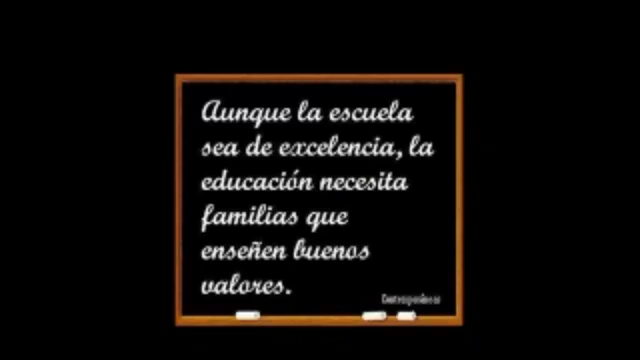 Aunque la escuela
sea de excelencia, la
educación necesita
familias que
enseñen buenos
valores.